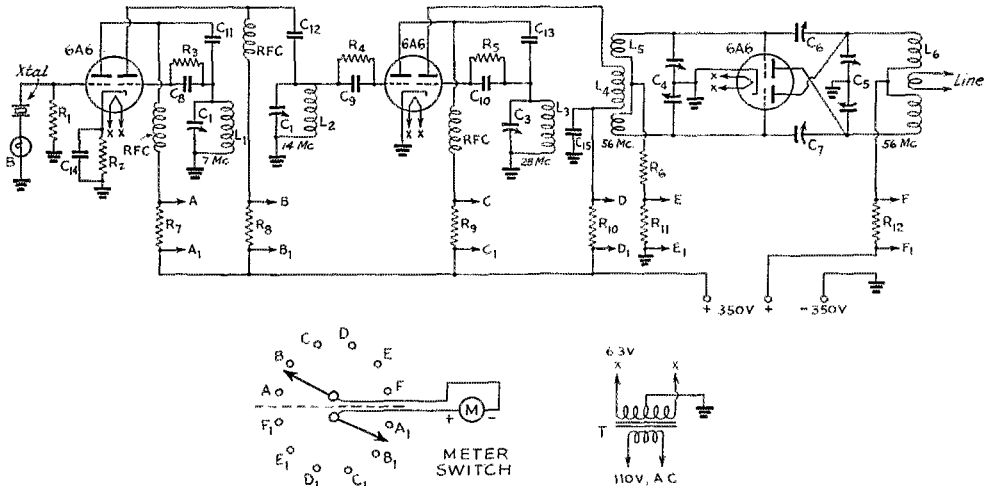 6A6
Xtal
B
R1
C14
R2
R3
C8
C11
C1
L1
7 Mc.
RFC
RFC
C12
C1
L2
14 Mc.
R4
C9
6A6
R5
C10
C13
C3
L3
28 Mc.
RFC
C15
L5
L4
56 Mc.
C4
6A6
X
X
C6
C7
C5
L6
Line
56 Mc.
X X
X
R6
A
R7
A1
B
R8
B1
C
R9
C1
D
R10
D1
E
R11
E1
F
R12
F1
+ 350V + - 350V
A
B
C
D
E
F
A1
B1
C1
D1
E1
F1
+ M -
METER
SWITCH
6.3V
X X
T
110V, AC